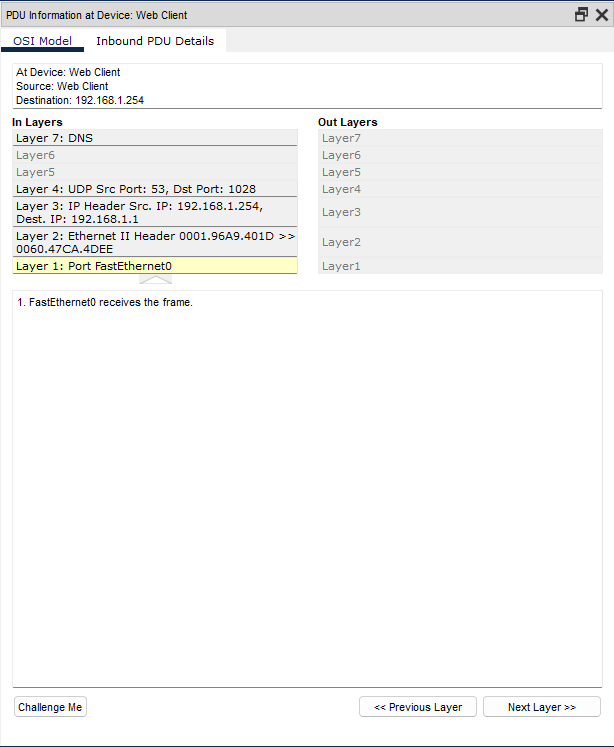 PDU Information at Device: Web Client
OSI Model
Inbound PDU Details
At Device: Web Client
Source: Web Client
Destination: 192.168.1.254
In Layers
Layer 7: DNS
Layer6
Layer5
Layer 4: UDP Src Port: 53, Dst Port: 1028
Layer 3: IP Header Src. IP: 192.168.1.254,
Dest. IP: 192.168.1.1
Layer 2: Ethernet II Header 0001.96A9.401D >>
0060.47CA.4DEE
Layer 1: Port FastEthernet0
Out Layers
Layer7
Layer6
Layer5
Layer4
Layer3
Layer2
Layer1
1. FastEthernet0 receives the frame.
Challenge Me
<< Previous Layer
Next Layer >>